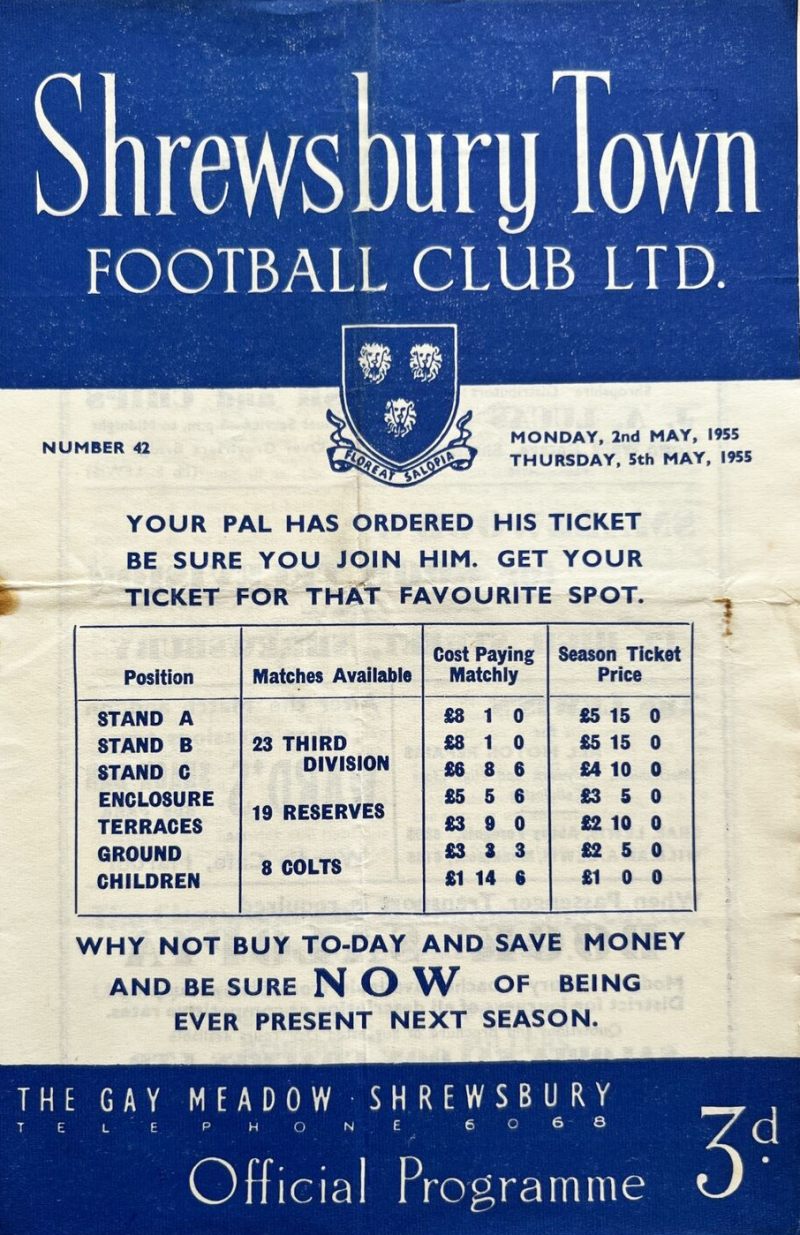 Shrewsbury Town
FOOTBALL CLUB LTD.
FLOREAT SALOPIA
NUMBER 42
MONDAY, 2nd MAY, 1955
THURSDAY, 5th MAY, 1955
YOUR PAL HAS ORDERED HIS TICKET
BE SURE YOU JOIN HIM. GET YOUR
TICKET FOR THAT FAVOURITE SPOT.
Position Matches Available Cost Paying Matchly Season Ticket Price
STAND A £8 1 0 £5 15 0
STAND B 23 THIRD £8 1 0 £5 15 0
STAND C DIVISION £6 8 6 £4 10 0
ENCLOSURE £5 5 6 £3 5 0
TERRACES 19 RESERVES £3 9 0 £2 10 0
GROUND £3 3 3 £2 5 0
CHILDREN 8 COLTS £1 14 6 £1 0 0
WHY NOT BUY TO-DAY AND SAVE MONEY
AND BE SURE NOW OF BEING
EVER PRESENT NEXT SEASON.
THE GAY MEADOW · SHREWSBURY
TELEPHONE 6068
Official Programme
3d.